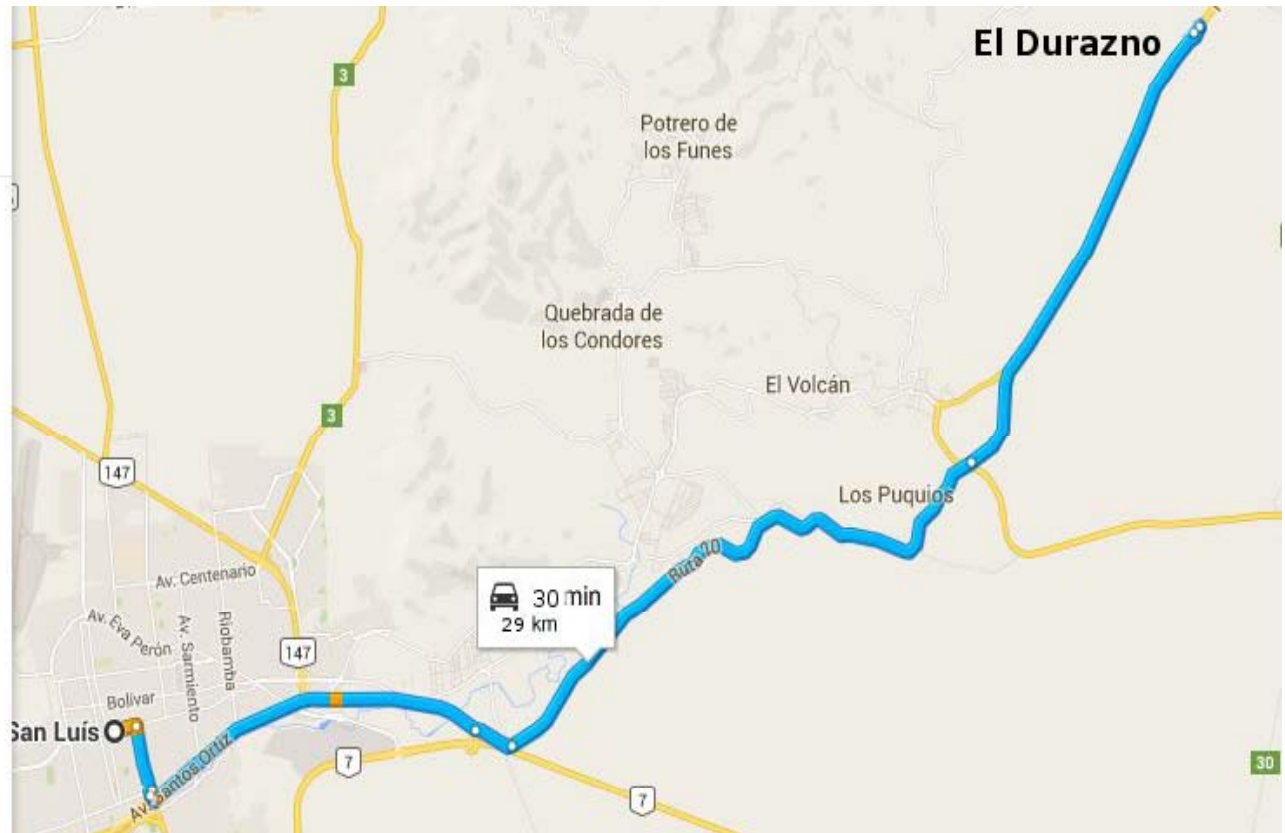 El Durazno
3
Potrero de
los Funes
Quebrada de
los Condores
El Volcán
3
147
Los Puquios
Ruta 20
Av. Centenario
30 min
29 km
Av. Eva Perón
Av. Sarmiento
Riobamba
147
Bolívar
San Luís
Av. Santos Ortiz
7
7
30